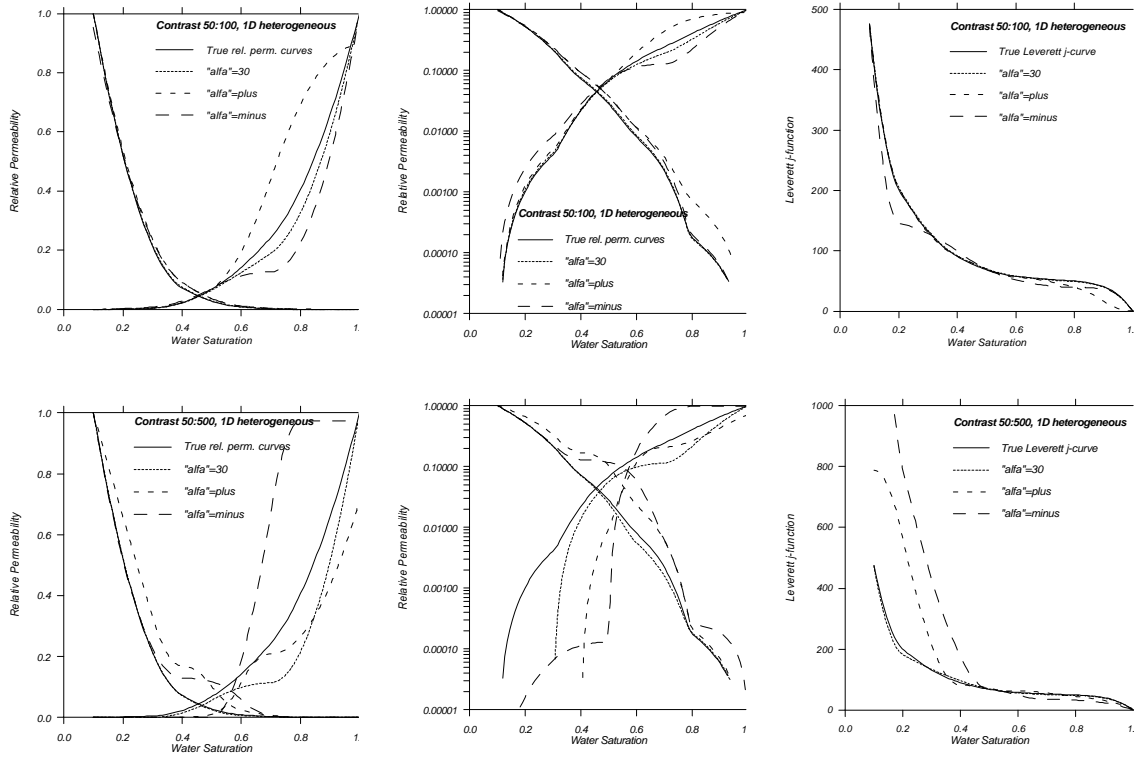 Contrast 50:100, 1D heterogeneous
True rel. perm. curves
"alfa"=30
"alfa"=plus
"alfa"=minus
Relative Permeability
1.0
0.8
0.6
0.4
0.2
0.0
0.0 0.2 0.4 0.6 0.8 1.
Water Saturation
1.00000
0.10000
0.01000
0.00100
0.00010
0.00001
Relative Permeability
Contrast 50:100, 1D heterogeneous
True rel. perm. curves
"alfa"=30
"alfa"=plus
"alfa"=minus
0.0 0.2 0.4 0.6 0.8 1.
Water Saturation
500
400
300
200
100
0
Leverett j-function
Contrast 50:100, 1D heterogeneous
True Leverett j-curve
"alfa"=30
"alfa"=plus
"alfa"=minus
0.0 0.2 0.4 0.6 0.8 1.
Water Saturation
Contrast 50:500, 1D heterogeneous
True rel. perm. curves
"alfa"=30
"alfa"=plus
"alfa"=minus
Relative Permeability
1.0
0.8
0.6
0.4
0.2
0.0
0.0 0.2 0.4 0.6 0.8 1.
Water Saturation
1.00000
0.10000
0.01000
0.00100
0.00010
0.00001
Relative Permeability
0.0 0.2 0.4 0.6 0.8 1.
Water Saturation
1000
800
600
400
200
0
Leverett j-function
Contrast 50:500, 1D heterogeneous
True Leverett j-curve
"alfa"=30
"alfa"=plus
"alfa"=minus
0.0 0.2 0.4 0.6 0.8 1.
Water Saturation